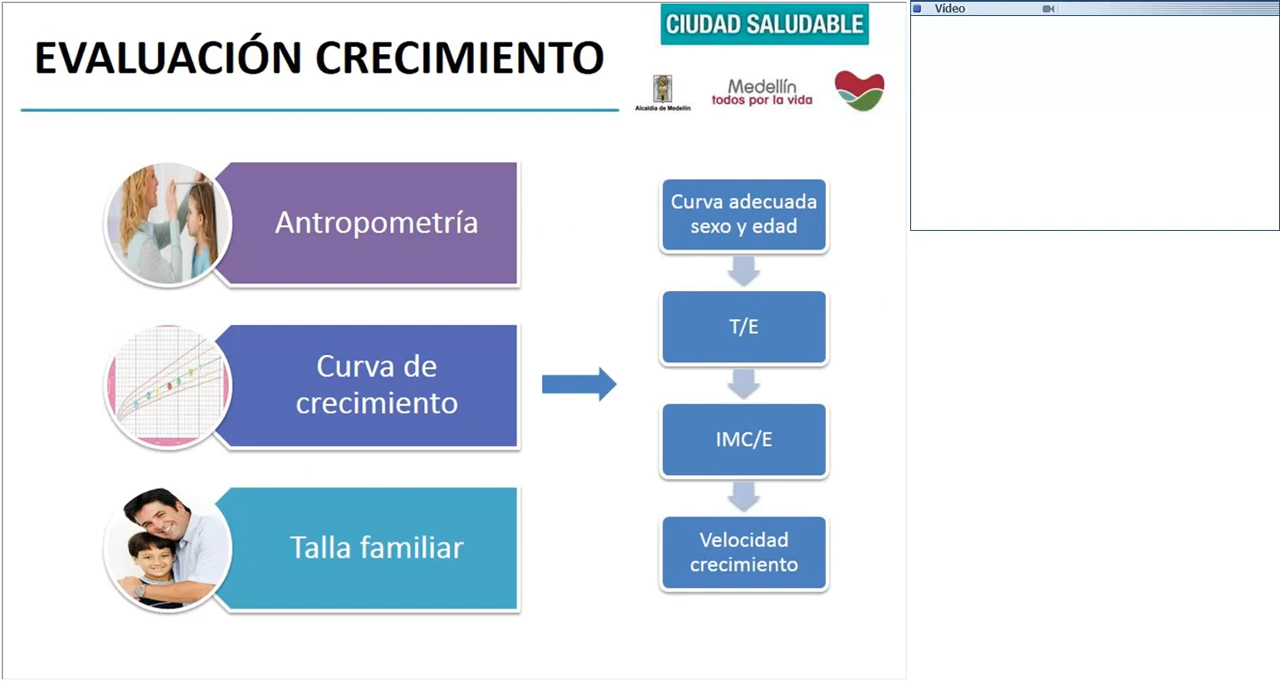 EVALUACIÓN CRECIMIENTO
CIUDAD SALUDABLE
Alcaldía de Medellín
Medellín
todos por la vida
Antropometría
Curva de
crecimiento
Talla familiar
Curva adecuada
sexo y edad
T/E
IMC/E
Velocidad
crecimiento
Vídeo